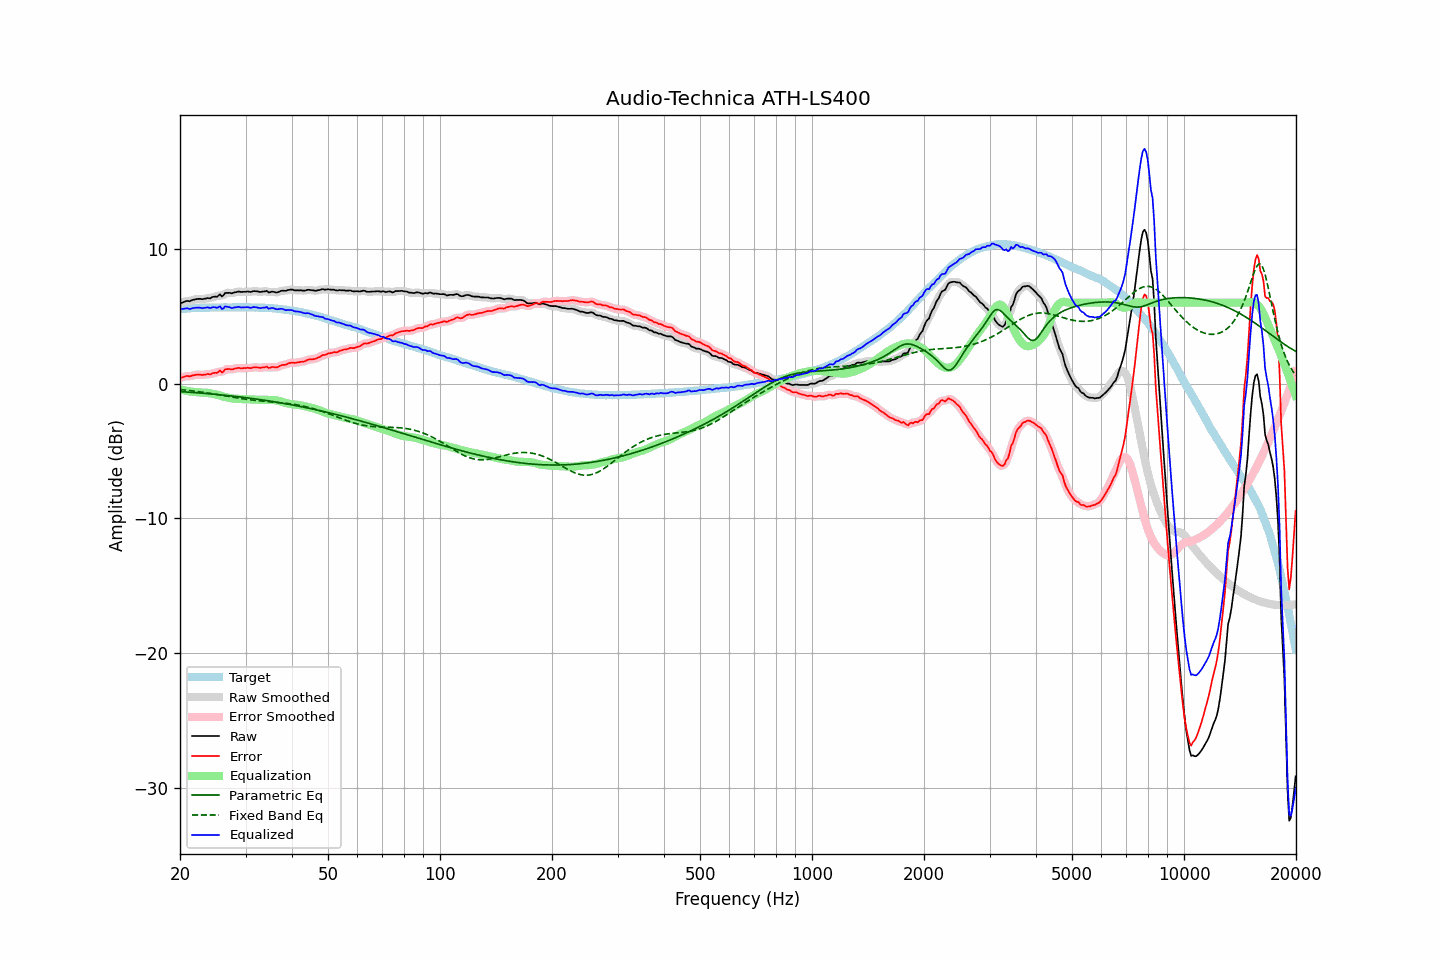 Audio-Technica ATH-LS400
Amplitude (dBr)
10
0
−10
−20
−30
Target
Raw Smoothed
Error Smoothed
Raw
Error
Equalization
Parametric Eq
Fixed Band Eq
Equalized
20 50 100 200 500 1000 2000 5000 10000 20000
Frequency (Hz)